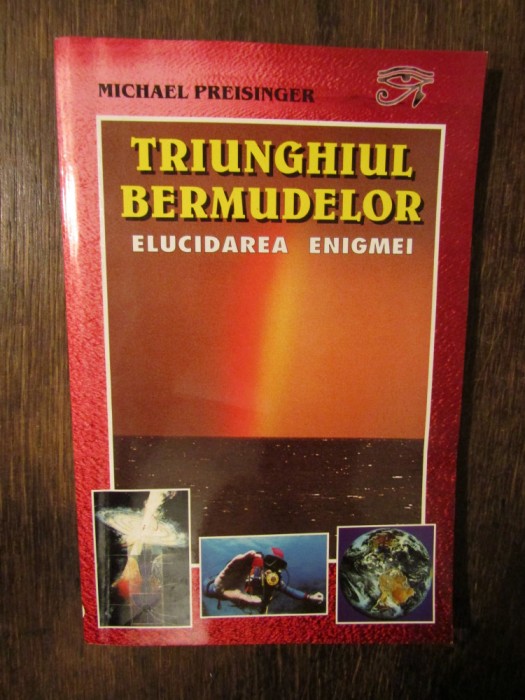 MICHAEL PREISINGER
TRIUNGHIUL
BERMUDELOR
ELUCIDAREA ENIGMEI